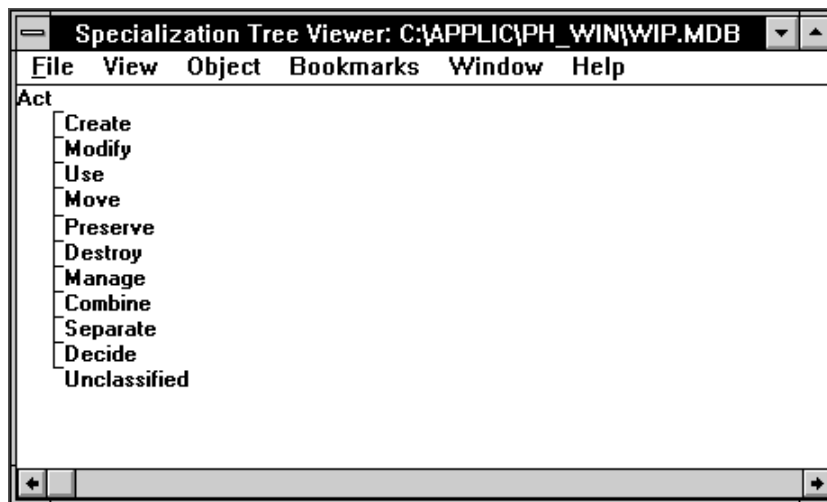 Specialization Tree Viewer: C:\APPLIC\PH_WIN\WIP.MDB
File View Object Bookmarks Window Help
Act
Create
Modify
Use
Move
Preserve
Destroy
Manage
Combine
Separate
Decide
Unclassified